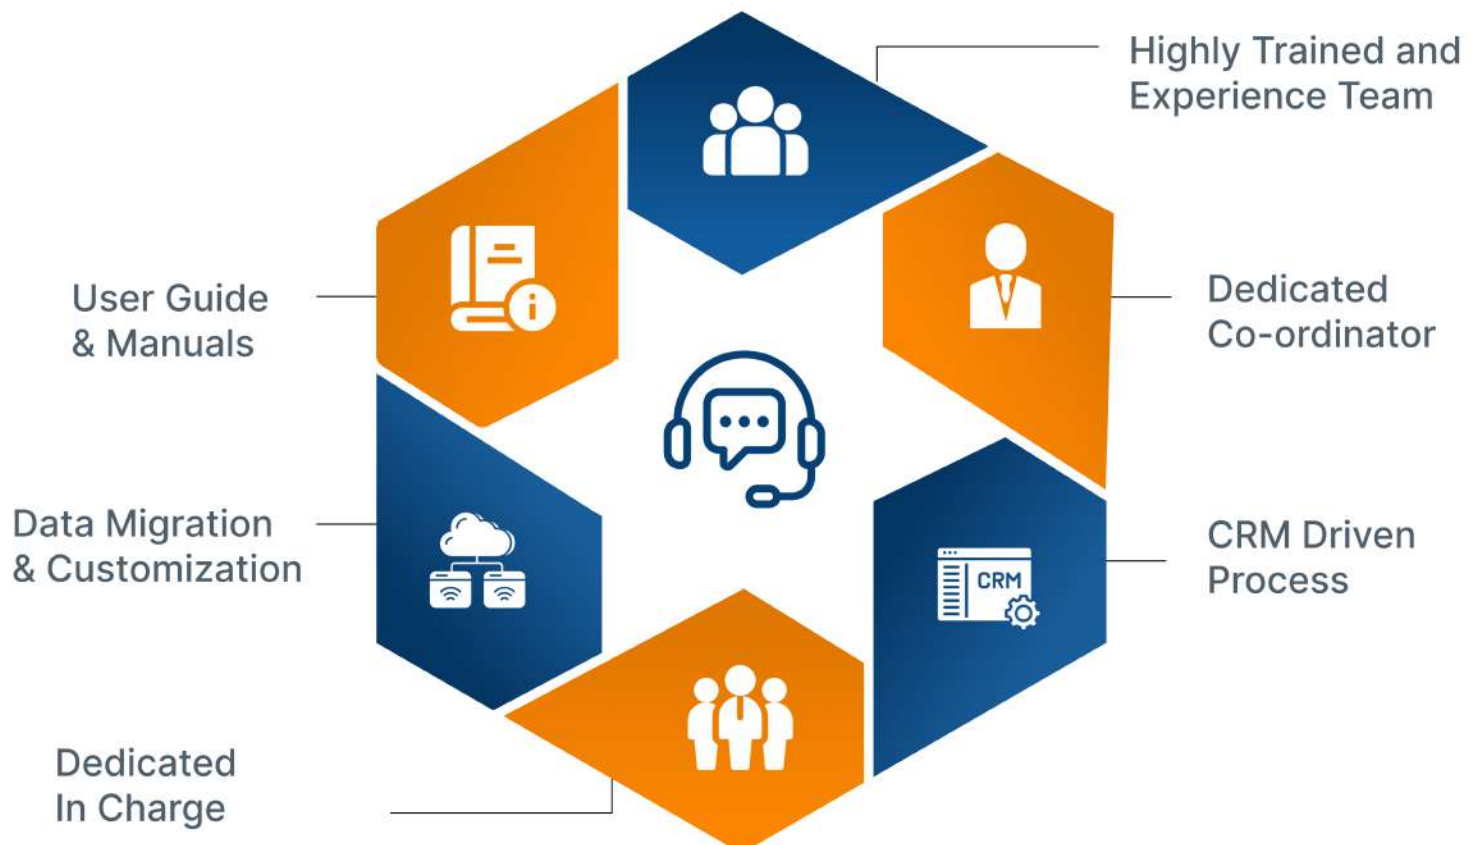 Highly Trained and
Experience Team
User Guide
& Manuals
Dedicated
Co-ordinator
Data Migration
& Customization
CRM Driven
Process
CRM
Dedicated
In Charge